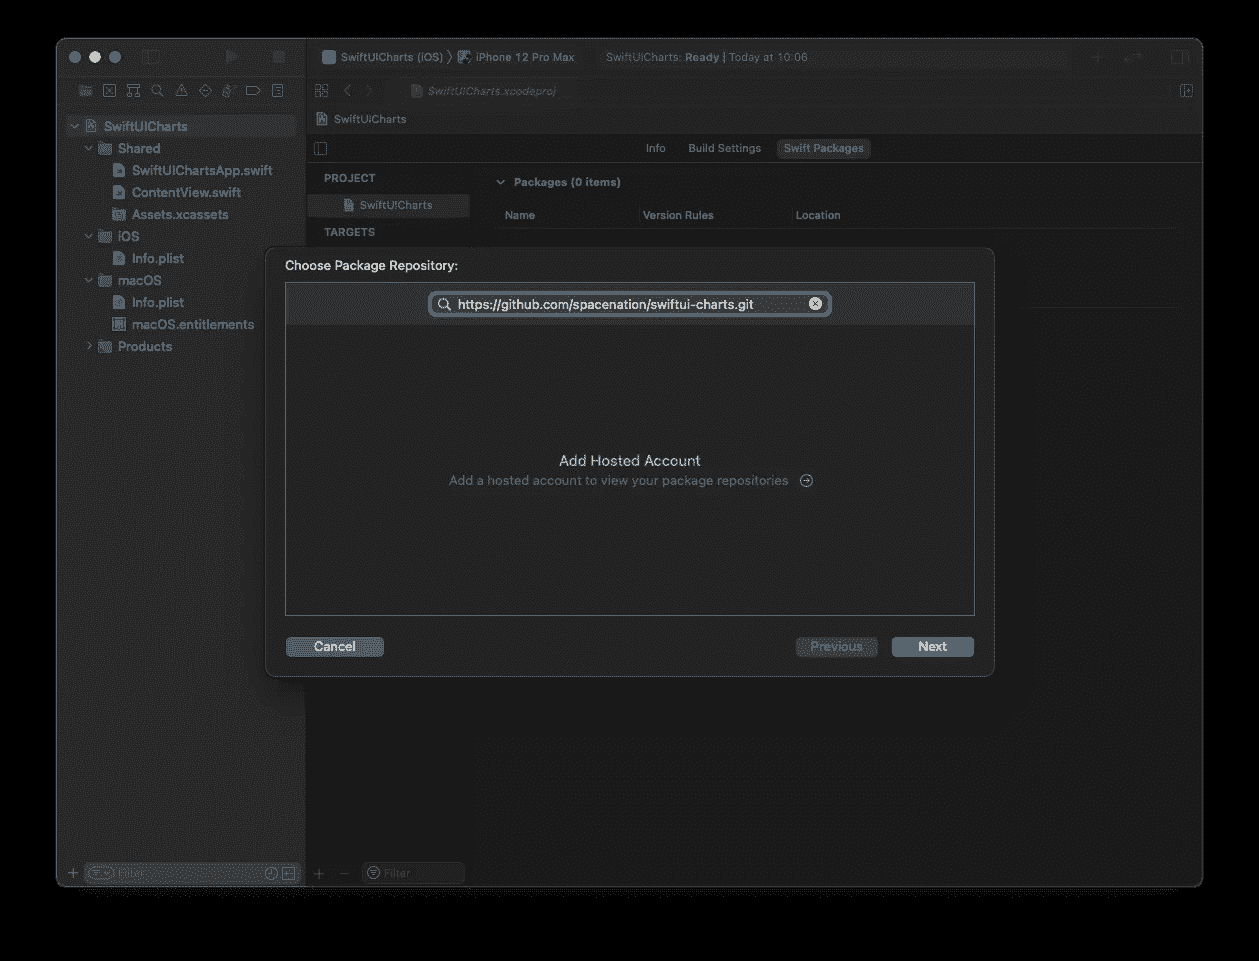 SwiftUICharts (iOS) 〉 iPhone 12 Pro Max
SwiftUICharts: Ready | Today at 10:06
SwiftUICharts.xcodeproj
SwiftUICharts
SwiftUICharts
Shared
SwiftUIChartsApp.swift
ContentView.swift
Assets.xcassets
iOS
Info.plist
macOS
Info.plist
macOS.entitlements
Products
Filter
Info Build Settings Swift Packages
PROJECT
SwiftUICharts
TARGETS
Packages (0 items)
Name Version Rules Location
Choose Package Repository:
https://github.com/spacenation/swiftui-charts.git
Add Hosted Account
Add a hosted account to view your package repositories
Cancel Previous Next
Filter